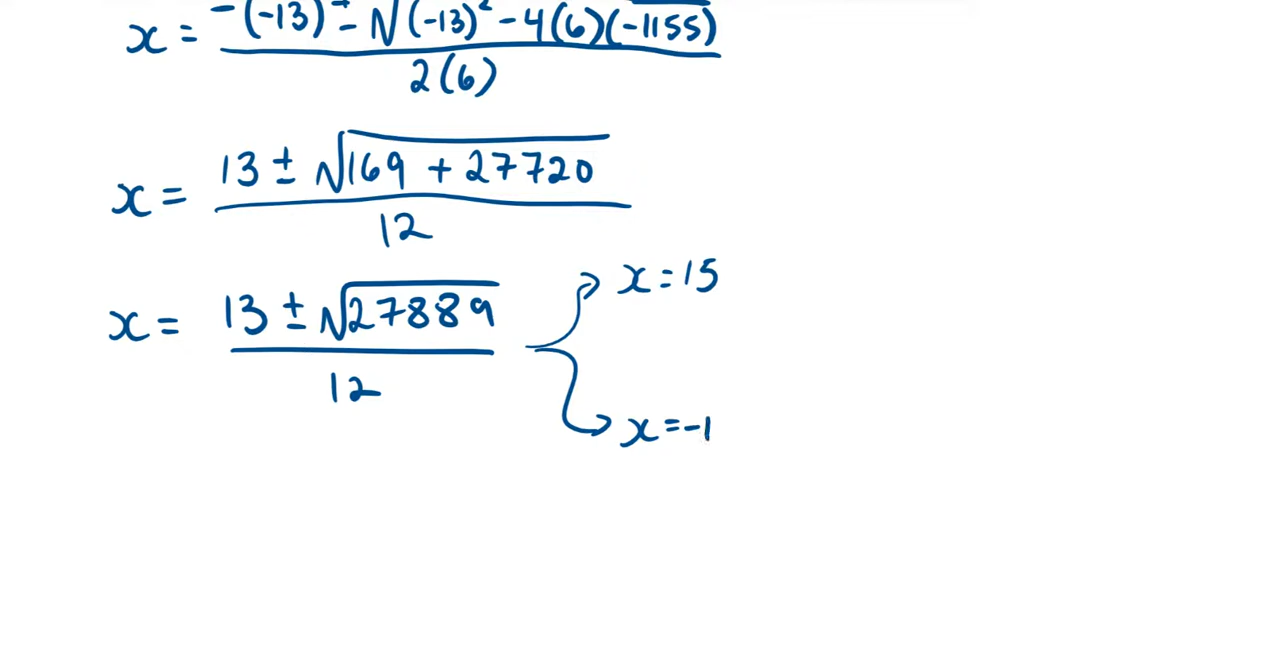 x = -(-13) ± √(-13)² - 4(6)(-1155)
2(6)
x = 13 ± √169 + 27720
12
x = 15
x = 13 ± √27889
12
x = -1